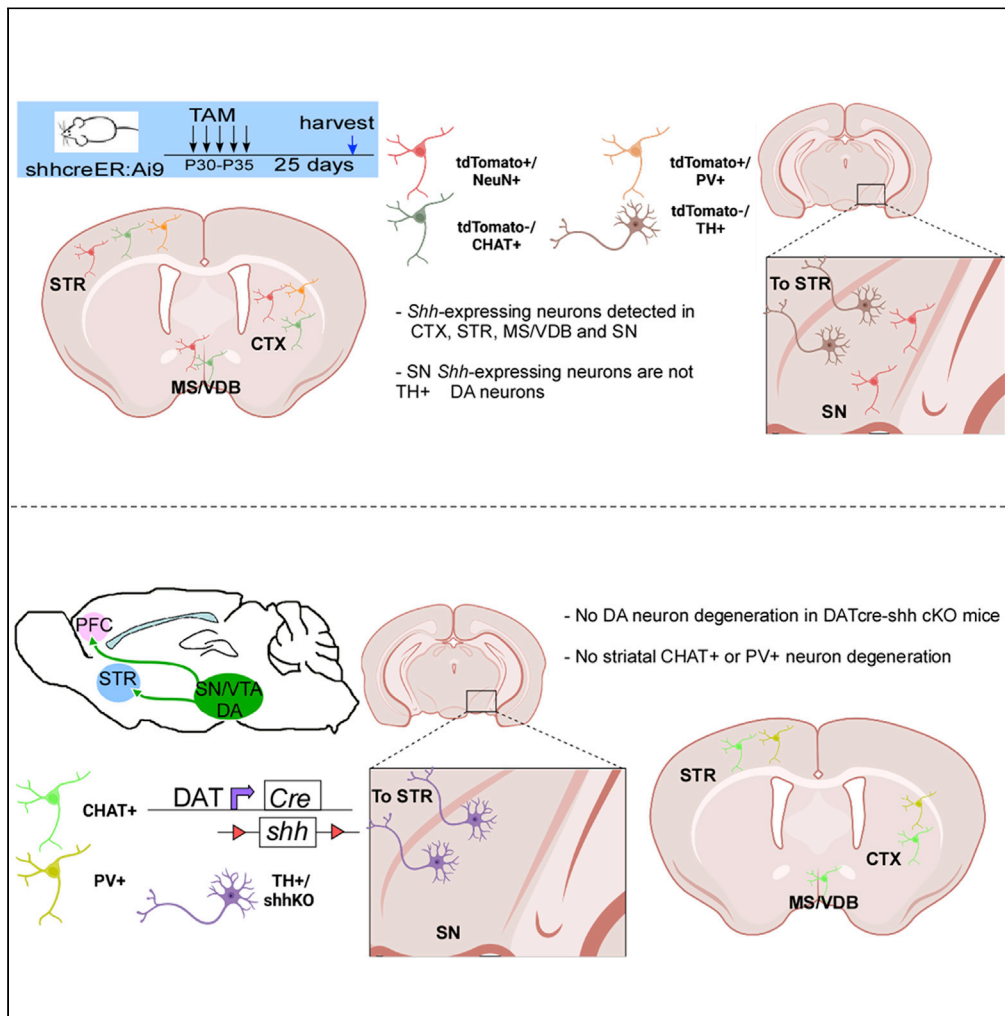 TAM
harvest
shhcreER:Ai9
P30-P35
25 days
tdTomato+/
NeuN+
tdTomato+/
PV+
tdTomato-/
CHAT+
tdTomato-/
TH+
STR
CTX
MS/VDB
- Shh-expressing neurons detected in
CTX, STR, MS/VDB and SN
- SN Shh-expressing neurons are not
TH+ DA neurons
To STR
SN
PFC
STR
SN/VTA
DA
- No DA neuron degeneration in DATcre-shh cKO mice
- No striatal CHAT+ or PV+ neuron degeneration
CHAT+
DAT
Cre
shh
PV+
TH+/
shhKO
To STR
SN
STR
CTX
MS/VDB